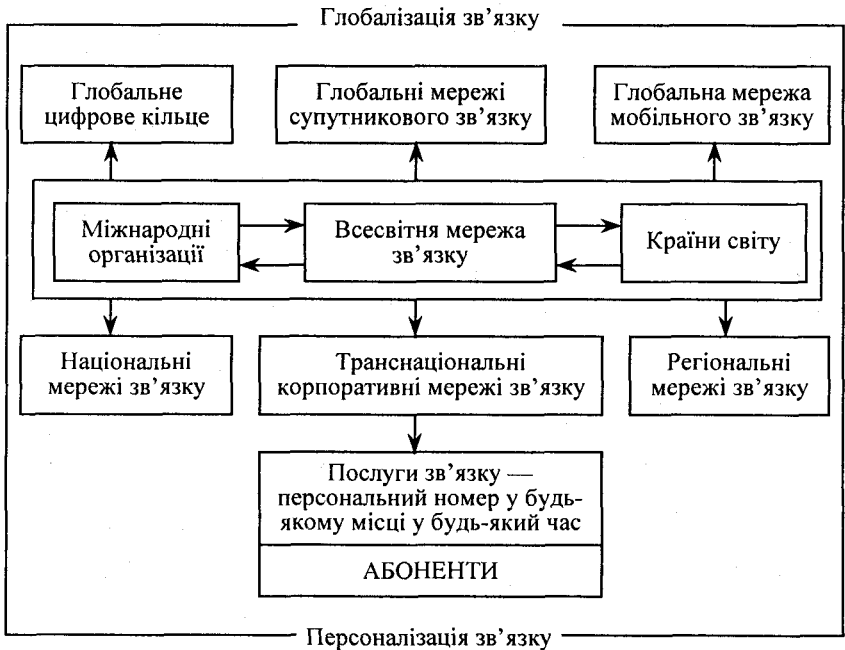 Глобалізація зв’язку
Глобальне
цифрове кільце
Глобальні мережі
супутникового зв’язку
Глобальна мережа
мобільного зв’язку
Міжнародні
організації
Всесвітня мережа
зв’язку
Країни світу
Національні
мережі зв’язку
Транснаціональні
корпоративні мережі зв’язку
Регіональні
мережі зв’язку
Послуги зв’язку —
персональний номер у будь-
якому місці у будь-який час
АБОНЕНТИ
Персоналізація зв’язку